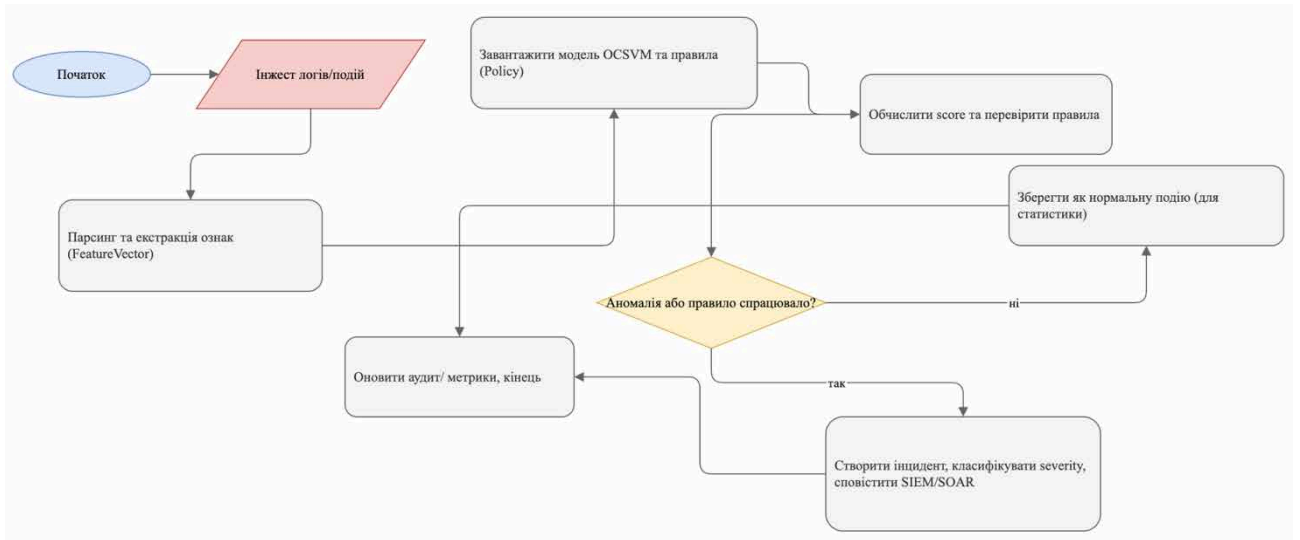 Початок
Інжест логів/подій
Завантажити модель OCSVM та правила
(Policy)
Обчислити score та перевірити правила
Зберегти як нормальну подію (для
статистики)
Парсинг та екстракція ознак
(FeatureVector)
Аномалія або правило спрацювало?
ні
Оновити аудит/ метрики, кінець
так
Створити інцидент, класифікувати severity,
сповістити SIEM/SOAR